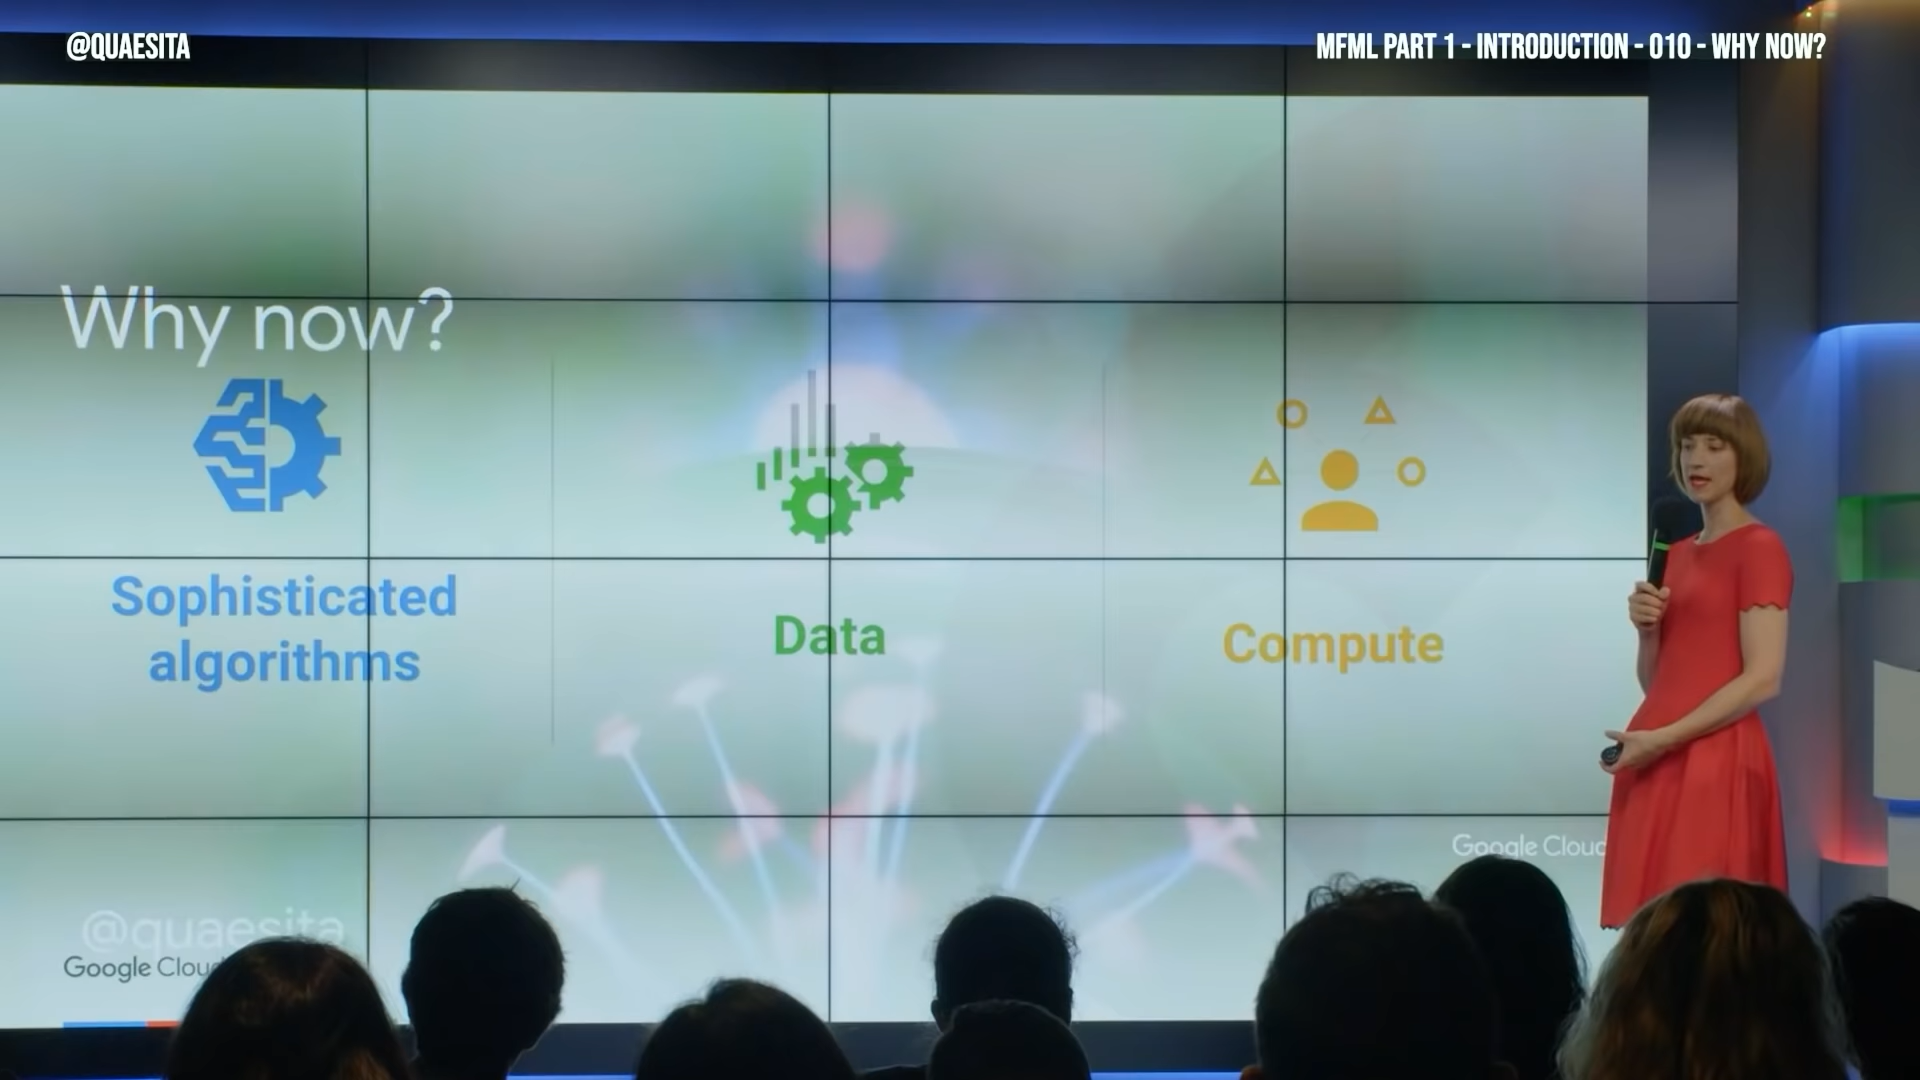 @QUAESITA
MFML PART 1 - INTRODUCTION - 010 - WHY NOW?
Why now?
Sophisticated
algorithms
Data
Compute
Google Cloud
@quaesita
Google Cloud